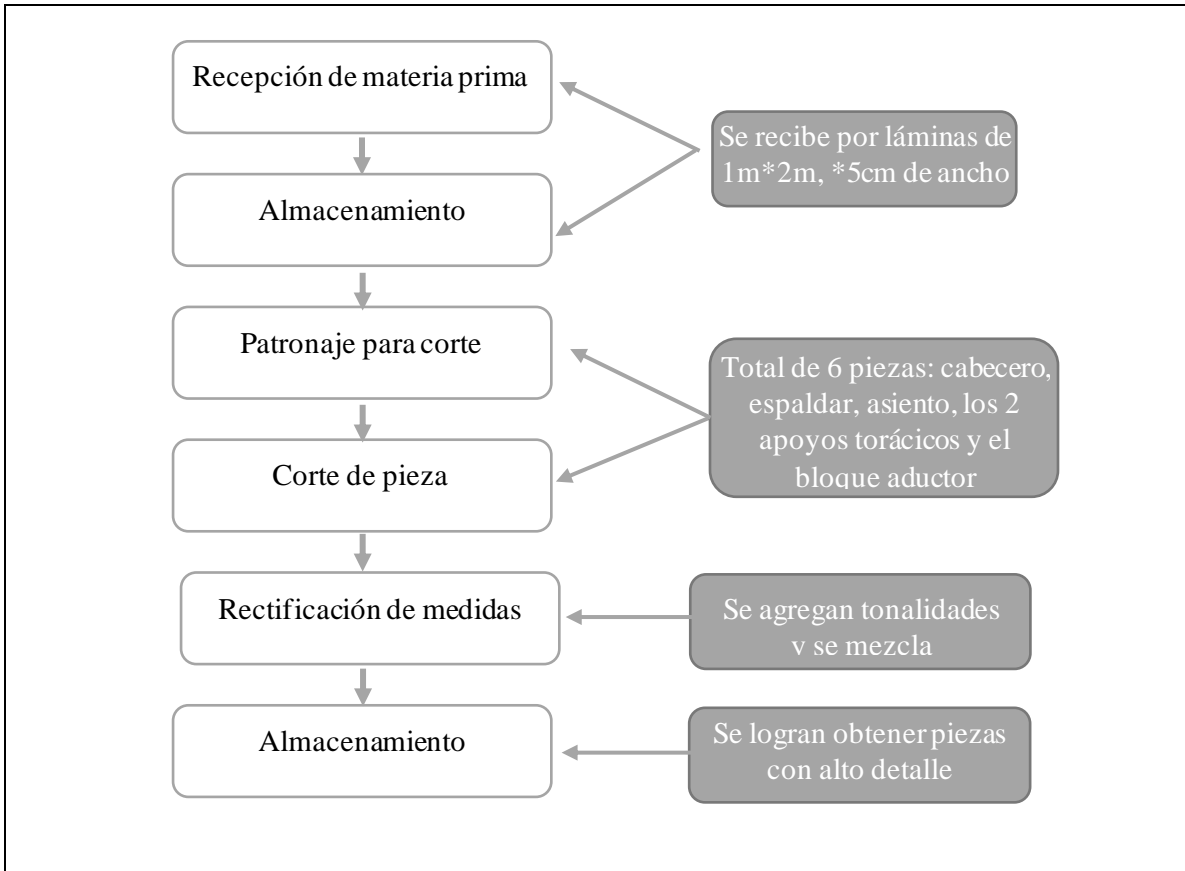 Recepción de materia prima
Se recibe por láminas de
1m*2m, *5cm de ancho
Almacenamiento
Patronaje para corte
Total de 6 piezas: cabecero,
espaldar, asiento, los 2
apoyos torácicos y el
bloque aductor
Corte de pieza
Rectificación de medidas
Se agregan tonalidades
y se mezcla
Almacenamiento
Se logran obtener piezas
con alto detalle